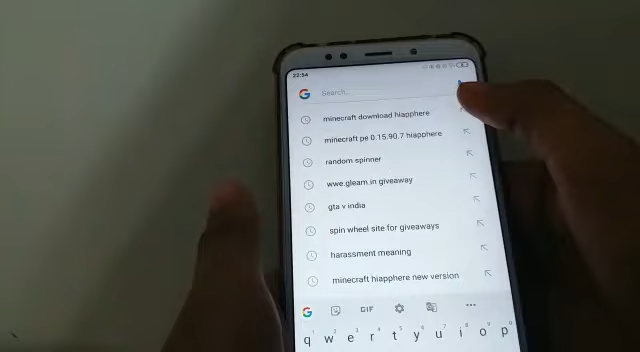 22:54
Search...
minecraft download hiapphere
minecraft pe 0.15.90.7 hiapphere
random spinner
wwe.gleam.in giveaway
gta v india
spin wheel site for giveaways
harassment meaning
minecraft hiapphere new version
GIF
q w e r t y u i o p